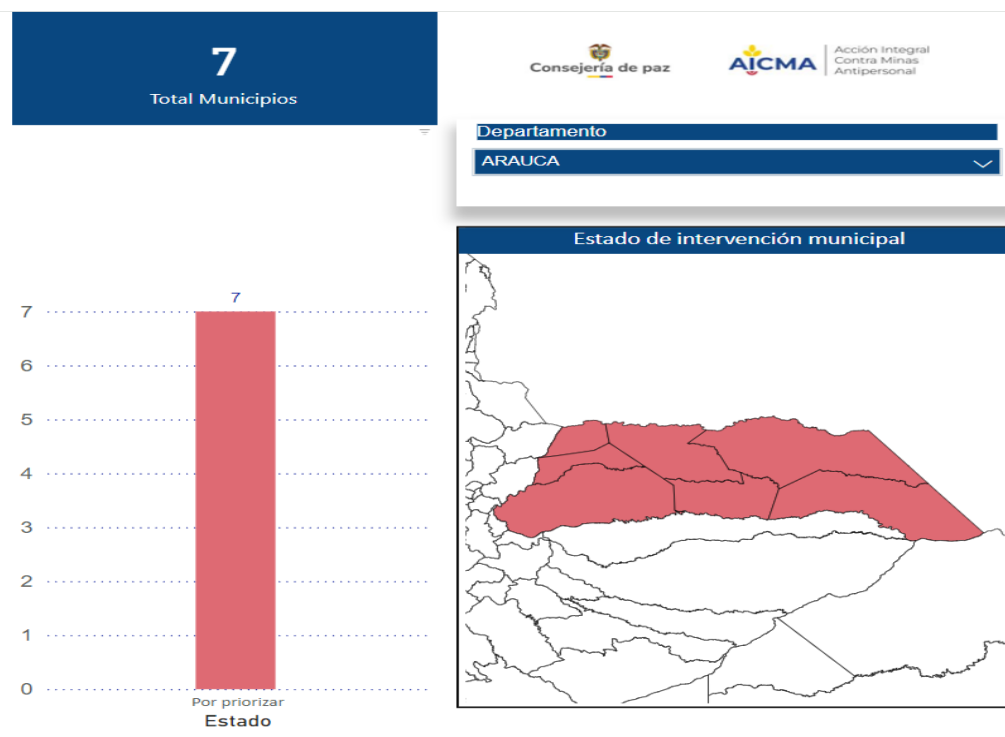 7
Total Municipios
Consejería de paz
AICMA
Acción Integral
Contra Minas
Antipersonal
Departamento
ARAUCA
Estado de intervención municipal
7
7
6
5
4
3
2
1
0
Por priorizar
Estado